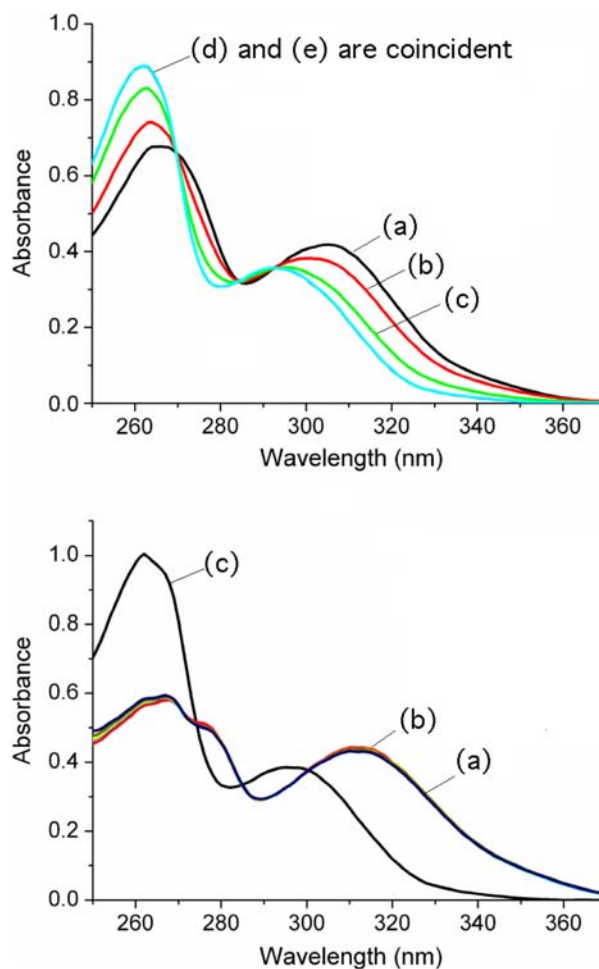 (d) and (e) are coincident
1.0
0.8
0.6
0.4
0.2
0.0
Absorbance
(a)
(b)
(c)
260 280 300 320 340 360
Wavelength (nm)
1.0
0.8
0.6
0.4
0.2
0.0
Absorbance
(c)
(b)
(a)
260 280 300 320 340 360
Wavelength (nm)